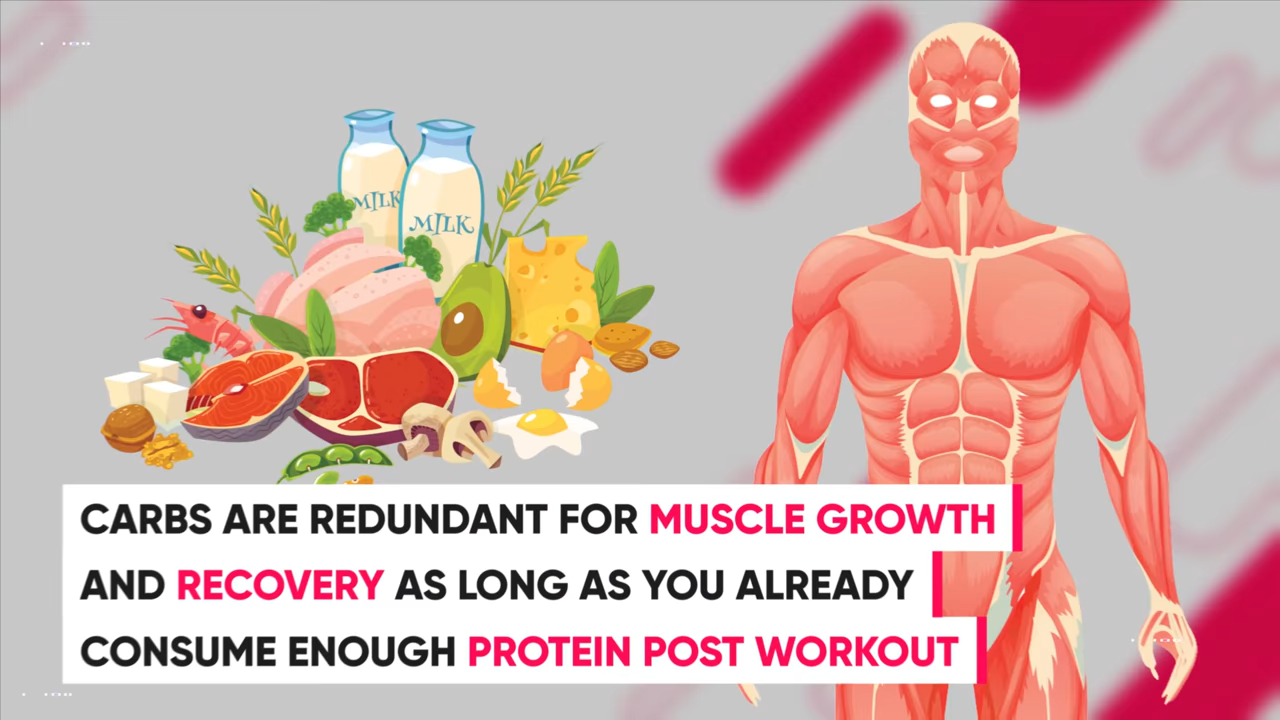 MILK
MILK
CARBS ARE REDUNDANT FOR MUSCLE GROWTH
AND RECOVERY AS LONG AS YOU ALREADY
CONSUME ENOUGH PROTEIN POST WORKOUT